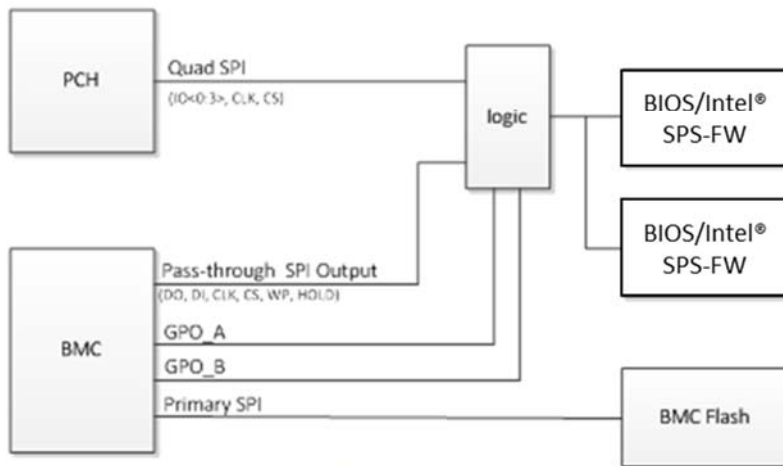 PCH
Quad SPI
(IO<0:3>, CLK, CS)
logic
BIOS/Intel®
SPS-FW
BIOS/Intel®
SPS-FW
BMC
Pass-through SPI Output
(DO, DI, CLK, CS, WP, HOLD)
GPO_A
GPO_B
Primary SPI
BMC Flash